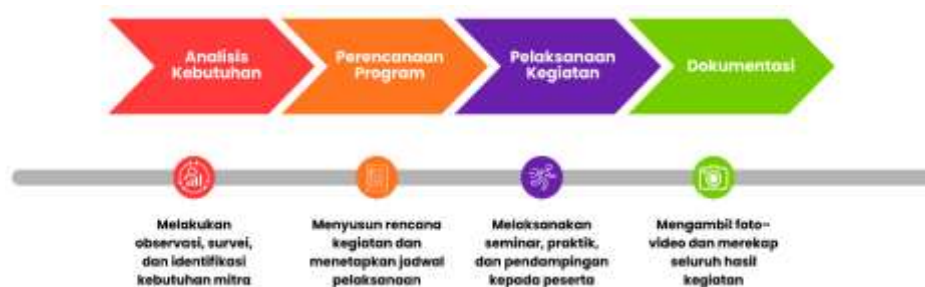 Analisis
Kebutuhan
Perencanaan
Program
Pelaksanaan
Kegiatan
Dokumentasi
Melakukan
observasi, survei,
dan identifikasi
kebutuhan mitra
Menyusun rencana
kegiatan dan
menetapkan jadwal
pelaksanaan
Melaksanakan
seminar, praktik,
dan pendampingan
kepada peserta
Mengambil foto-
video dan merekap
seluruh hasil
kegiatan